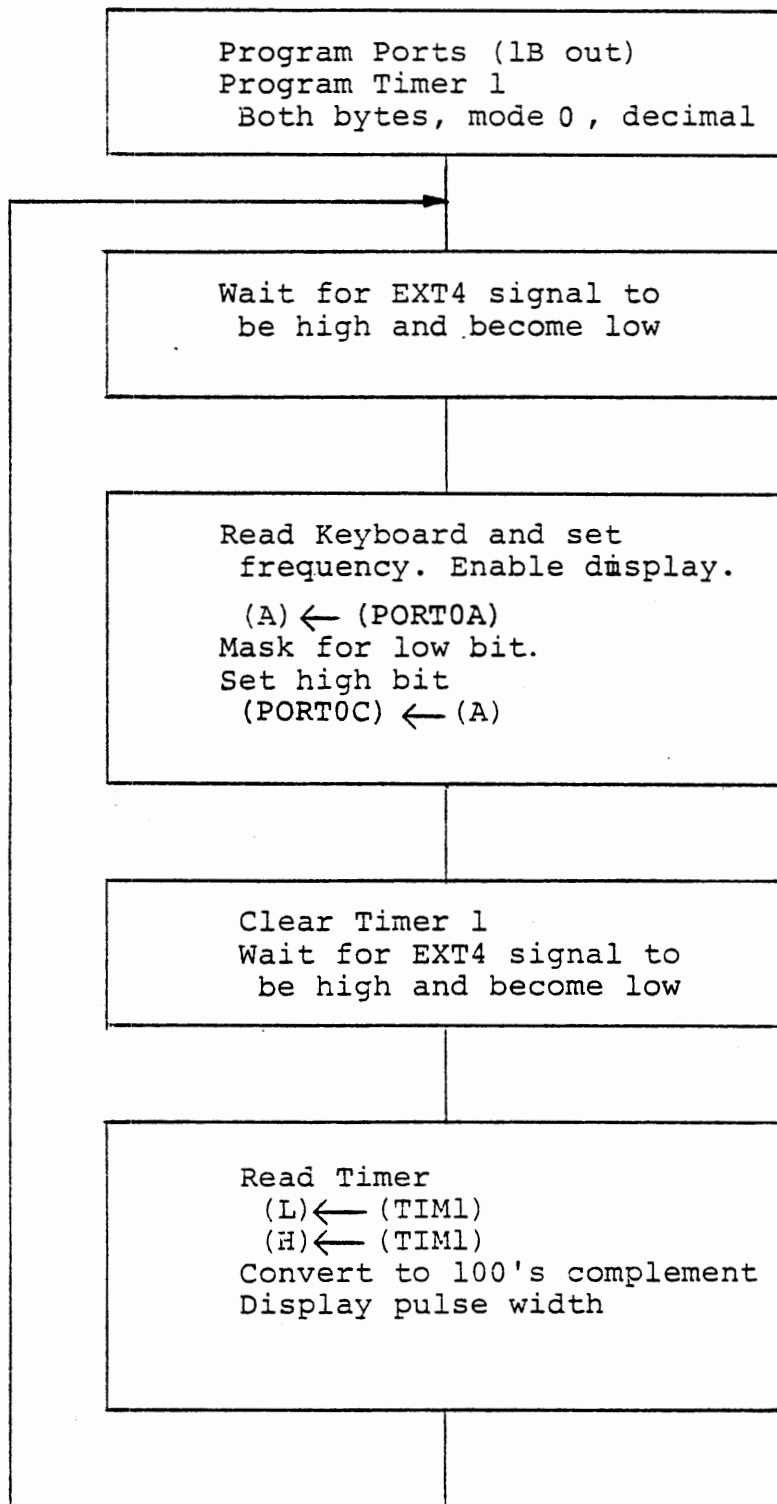 Program Ports (1B out)
Program Timer 1
Both bytes, mode 0 , decimal
Wait for EXT4 signal to
be high and become low
Read Keyboard and set
frequency. Enable display.
(A) ← (PORT0A)
Mask for low bit.
Set high bit
(PORT0C) ← (A)
Clear Timer 1
Wait for EXT4 signal to
be high and become low
Read Timer
(L) ← (TIM1)
(H) ← (TIM1)
Convert to 100's complement
Display pulse width